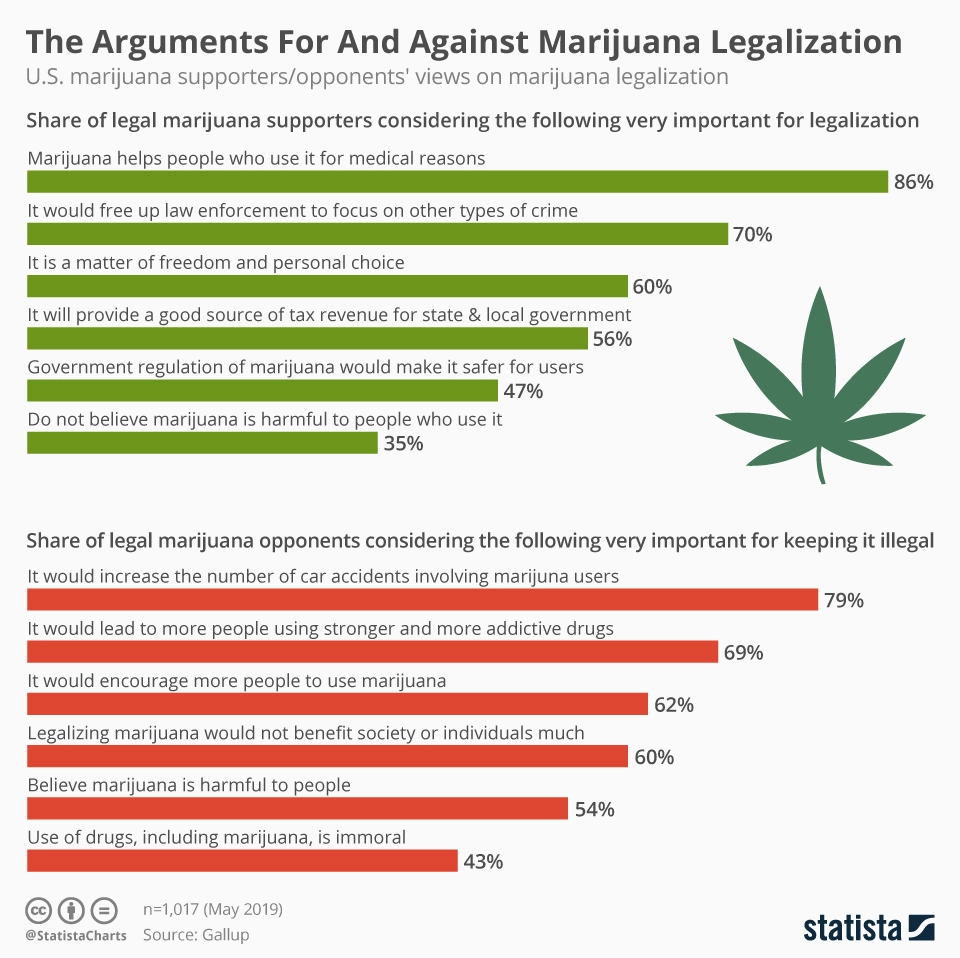 The Arguments For And Against Marijuana Legalization
U.S. marijuana supporters/opponents' views on marijuana legalization
Share of legal marijuana supporters considering the following very important for legalization
Marijuana helps people who use it for medical reasons
86%
It would free up law enforcement to focus on other types of crime
70%
It is a matter of freedom and personal choice
60%
It will provide a good source of tax revenue for state & local government
56%
Government regulation of marijuana would make it safer for users
47%
Do not believe marijuana is harmful to people who use it
35%
Share of legal marijuana opponents considering the following very important for keeping it illegal
It would increase the number of car accidents involving marijuna users
79%
It would lead to more people using stronger and more addictive drugs
69%
It would encourage more people to use marijuana
62%
Legalizing marijuana would not benefit society or individuals much
60%
Believe marijuana is harmful to people
54%
Use of drugs, including marijuana, is immoral
43%
cc
n=1,017 (May 2019)
@StatistaCharts
Source: Gallup
statista